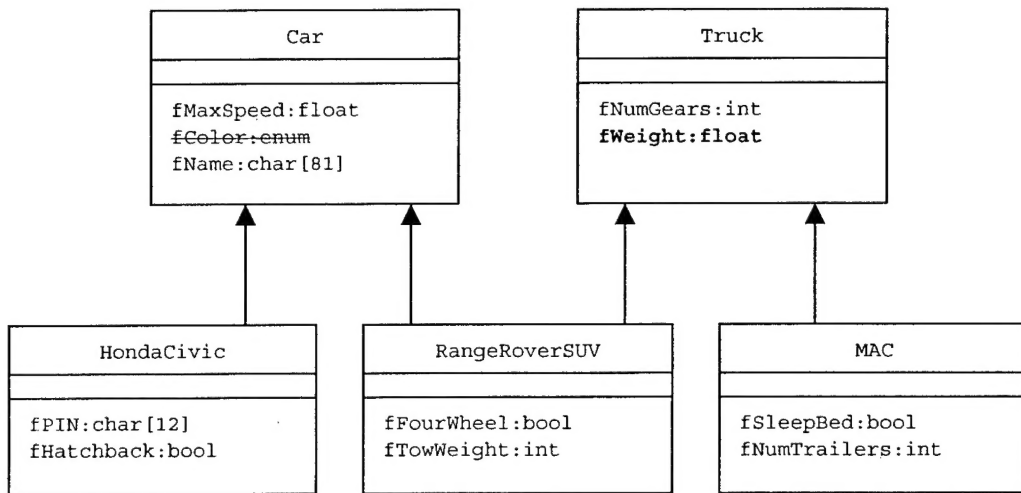 Car
fMaxSpeed:float
fColor:enum
fName:char[81]
Truck
fNumGears:int
fWeight:float
HondaCivic
fPIN:char[12]
fHatchback:bool
RangeRoverSUV
fFourWheel:bool
fTowWeight:int
MAC
fSleepBed:bool
fNumTrailers:int